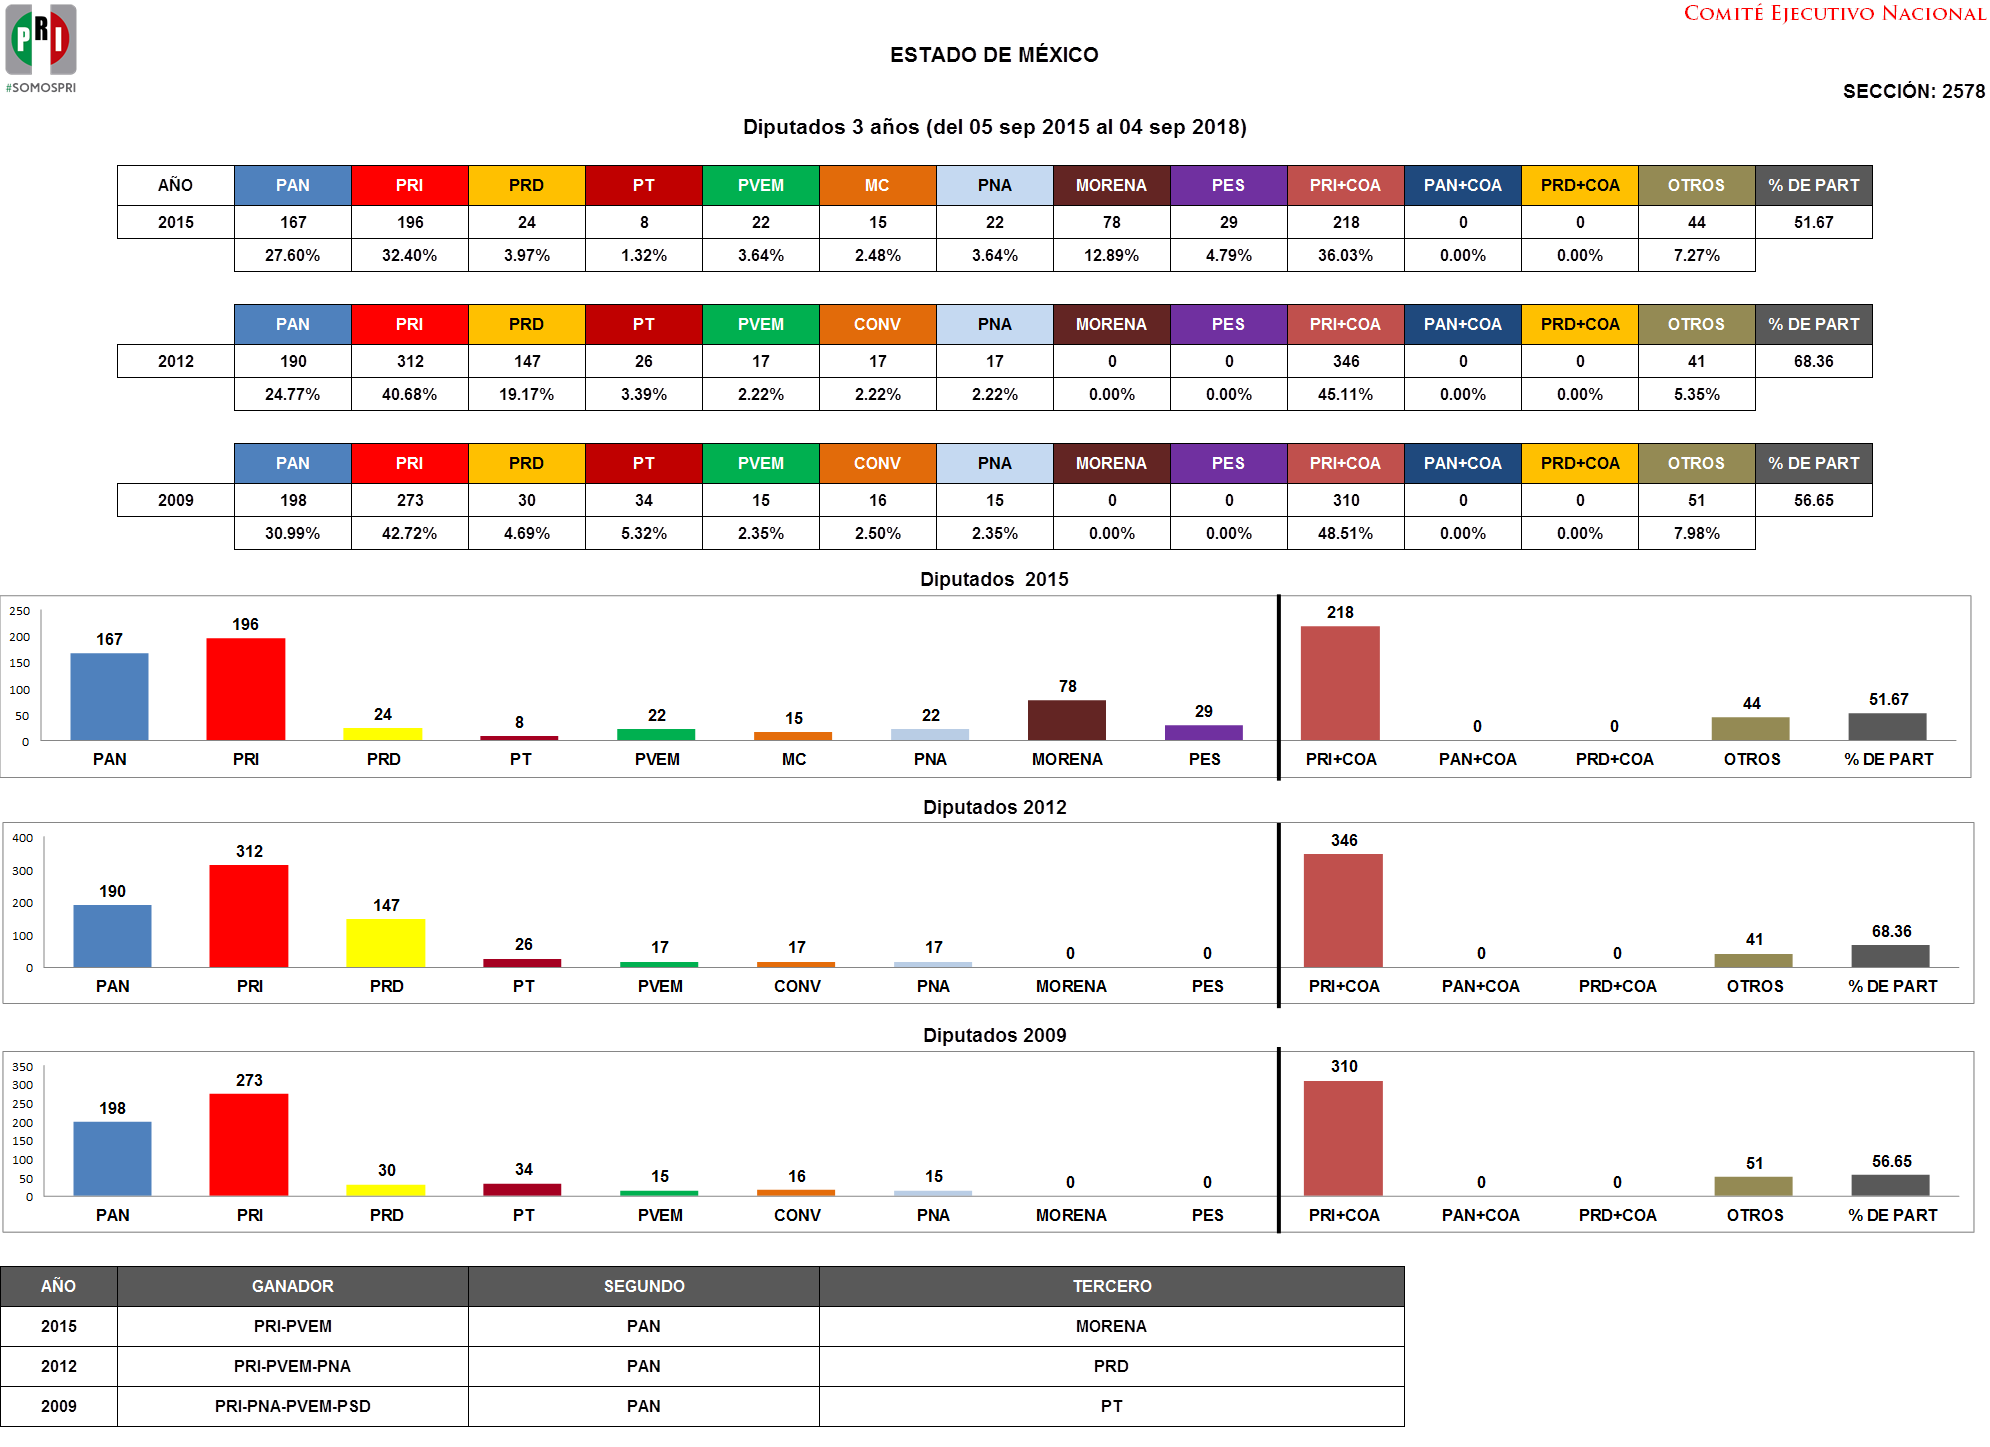 PRI
#SOMOSPRI
COMITÉ EJECUTIVO NACIONAL
ESTADO DE MÉXICO
SECCIÓN: 2578
Diputados 3 años (del 05 sep 2015 al 04 sep 2018)
AÑO PAN PRI PRD PT PVEM MC PNA MORENA PES PRI+COA PAN+COA PRD+COA OTROS % DE PART
2015 167 196 24 8 22 15 22 78 29 218 0 0 44 51.67
27.60% 32.40% 3.97% 1.32% 3.64% 2.48% 3.64% 12.89% 4.79% 36.03% 0.00% 0.00% 7.27%
PAN PRI PRD PT PVEM CONV PNA MORENA PES PRI+COA PAN+COA PRD+COA OTROS % DE PART
2012 190 312 147 26 17 17 17 0 0 346 0 0 41 68.36
24.77% 40.68% 19.17% 3.39% 2.22% 2.22% 2.22% 0.00% 0.00% 45.11% 0.00% 0.00% 5.35%
PAN PRI PRD PT PVEM CONV PNA MORENA PES PRI+COA PAN+COA PRD+COA OTROS % DE PART
2009 198 273 30 34 15 16 15 0 0 310 0 0 51 56.65
30.99% 42.72% 4.69% 5.32% 2.35% 2.50% 2.35% 0.00% 0.00% 48.51% 0.00% 0.00% 7.98%
Diputados 2015
250
200
150
100
50
0
167 196 24 8 22 15 22 78 29 218 0 0 44 51.67
PAN PRI PRD PT PVEM MC PNA MORENA PES PRI+COA PAN+COA PRD+COA OTROS % DE PART
Diputados 2012
400
300
200
100
0
190 312 147 26 17 17 17 0 0 346 0 0 41 68.36
PAN PRI PRD PT PVEM CONV PNA MORENA PES PRI+COA PAN+COA PRD+COA OTROS % DE PART
Diputados 2009
350
300
250
200
150
100
50
0
198 273 30 34 15 16 15 0 0 310 0 0 51 56.65
PAN PRI PRD PT PVEM CONV PNA MORENA PES PRI+COA PAN+COA PRD+COA OTROS % DE PART
AÑO GANADOR SEGUNDO TERCERO
2015 PRI-PVEM PAN MORENA
2012 PRI-PVEM-PNA PAN PRD
2009 PRI-PNA-PVEM-PSD PAN PT